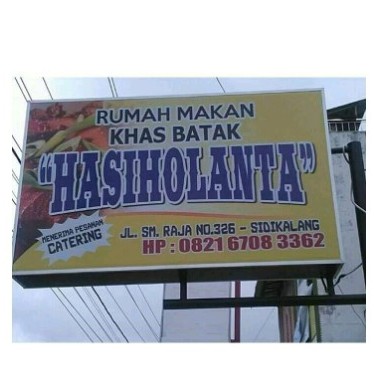 RUMAH MAKAN
KHAS BATAK
"HASIHOLANTA"
MENERIMA PESANAN
CATERING
JL. SM. RAJA NO.326 - SIDIKALANG
HP : 0821 6708 3362